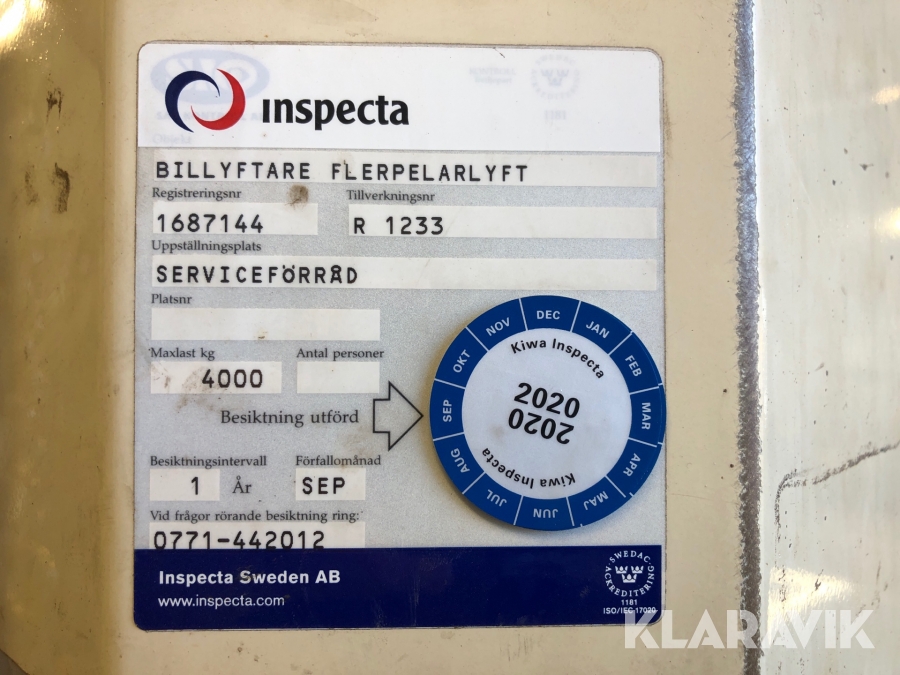 inspecta
BILLYFTARE FLERPELARLYFT
Registreringsnr Tillverkningsnr
1687144 R 1233
Uppställningsplats
SERVICEFÖRRÅD
Platsnr
Maxlast kg Antal personer
4000
Besiktning utförd
Besiktningsintervall Förfallomånad
1 År SEP
Vid frågor rörande besiktning ring:
0771-442012
DEC
JAN
FEB
MAR
APR
MAJ
JUN
JUL
AUG
SEP
OKT
NOV
Kiwa Inspecta
2020
2020
Kiwa Inspecta
Inspecta Sweden AB
www.inspecta.com
SWEDAC
ACKREDITERING
1181
ISO/IEC 17020
KLARAVIK